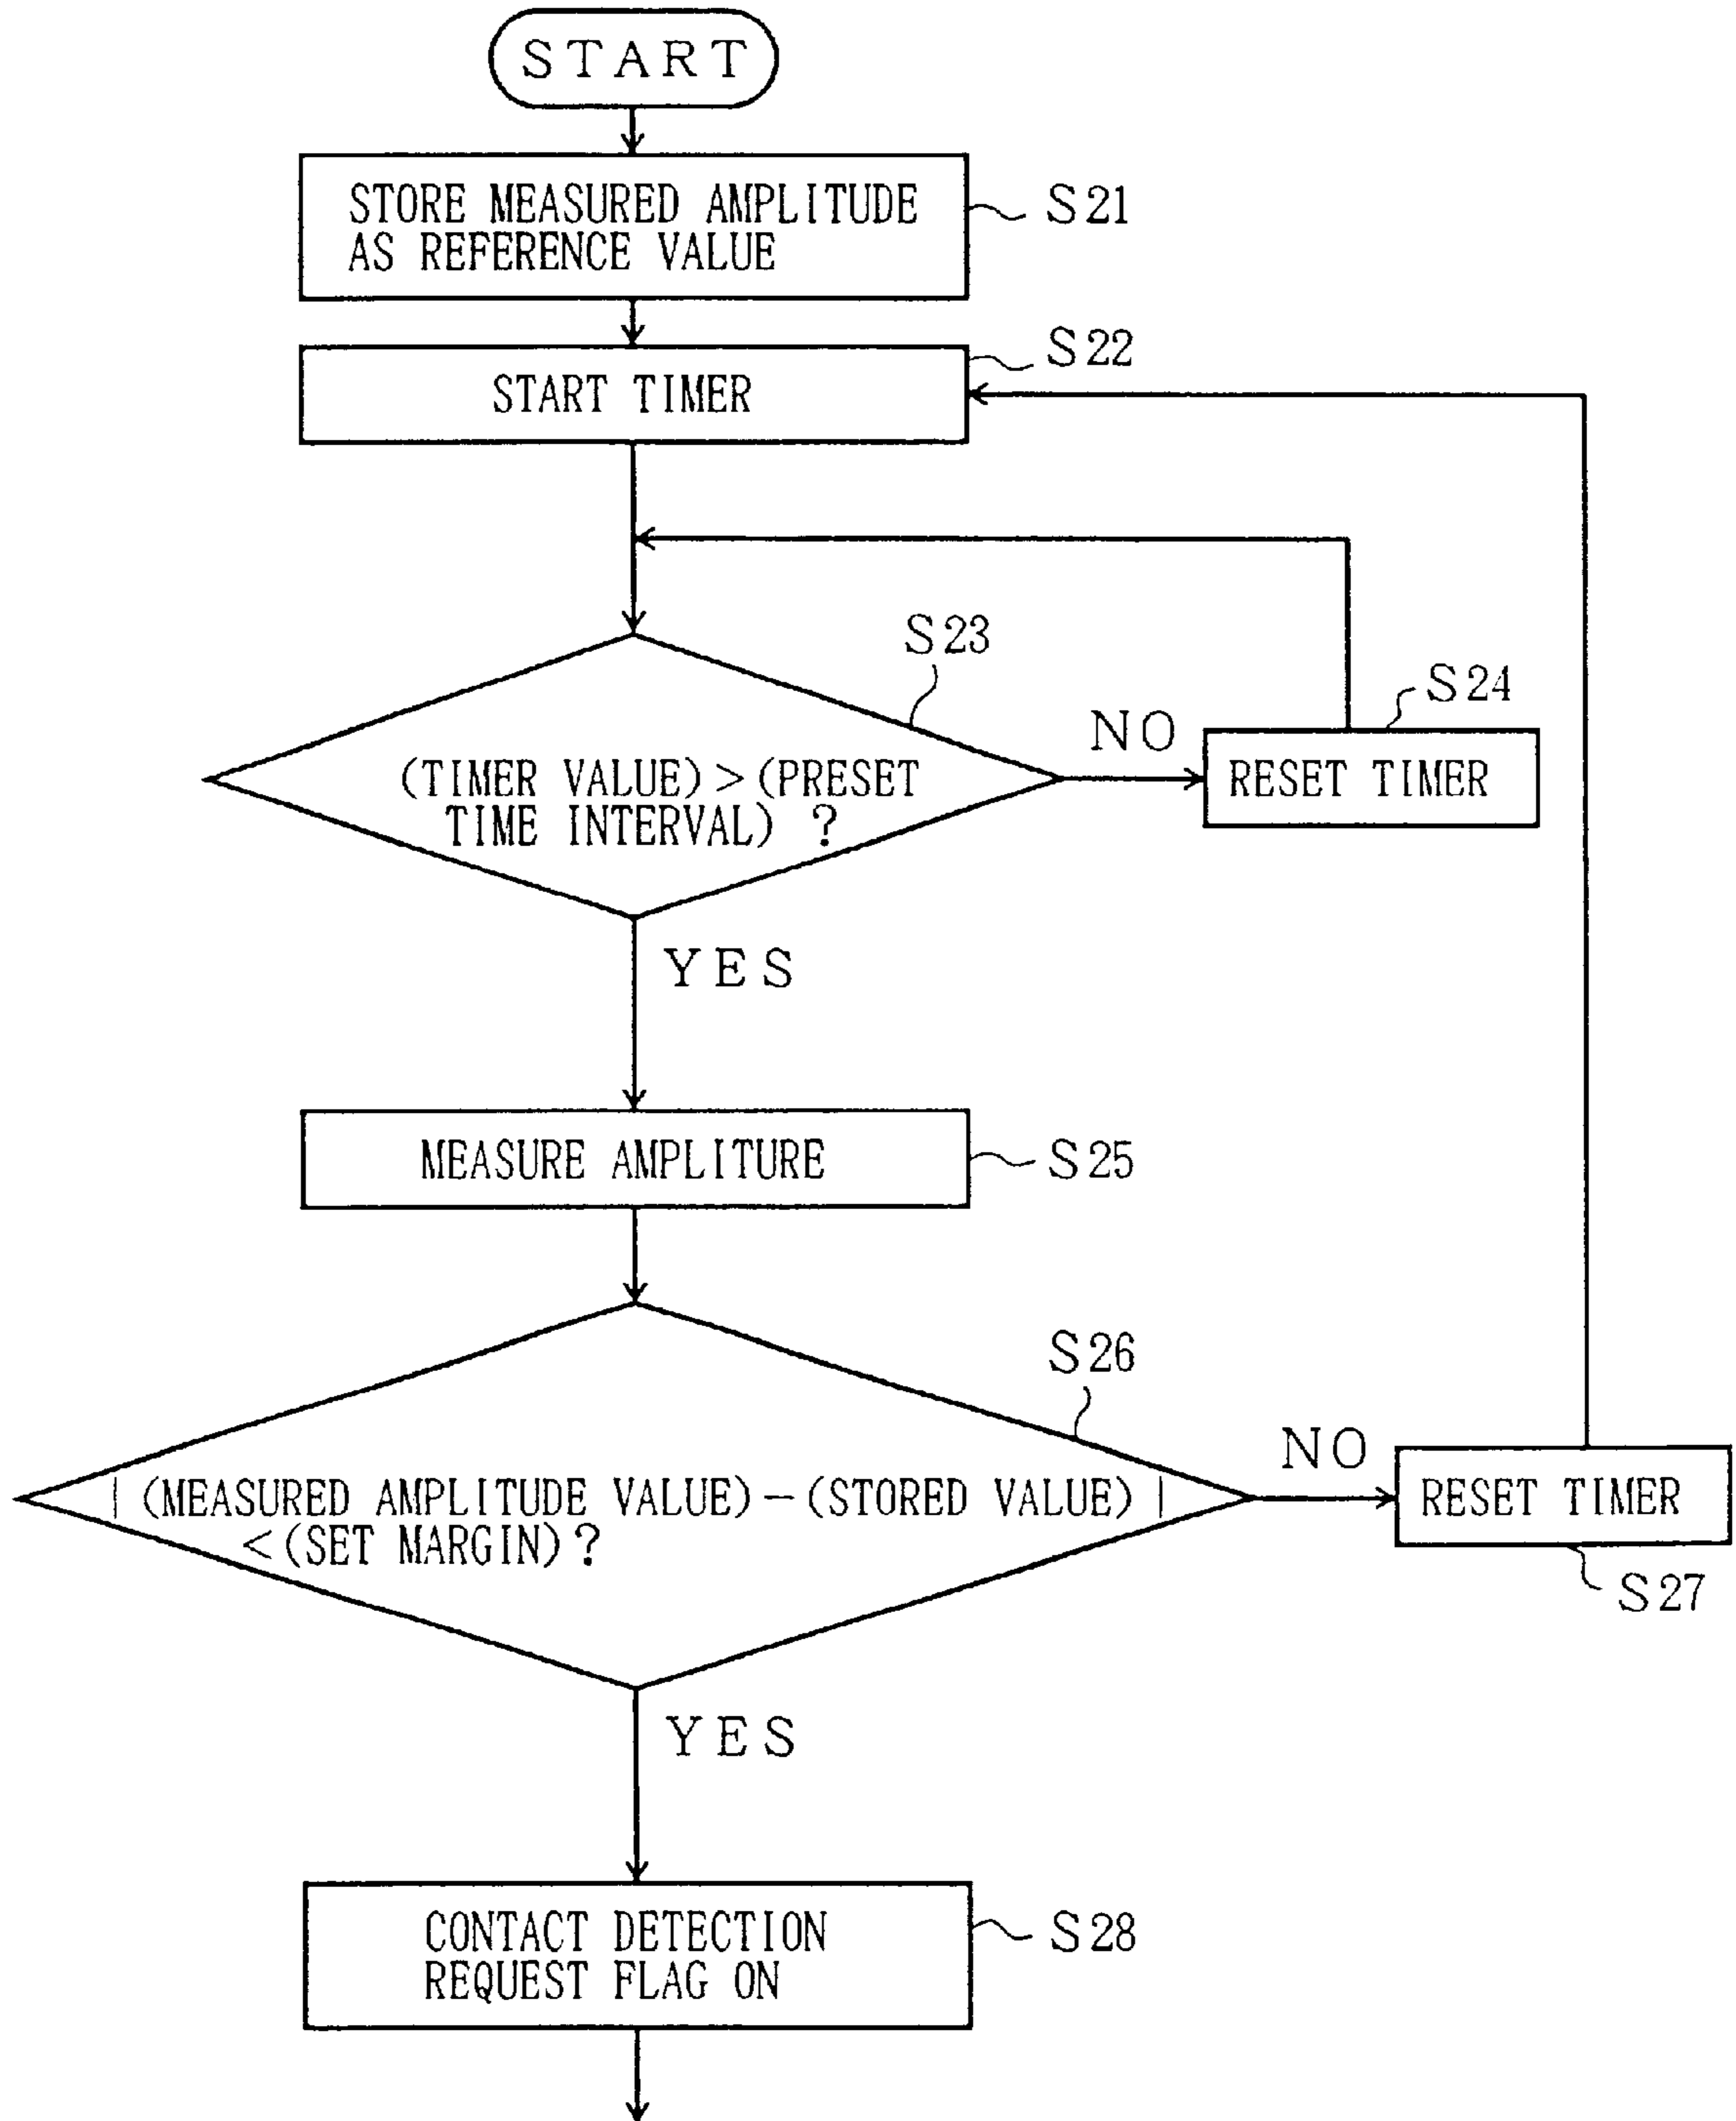 START
STORE MEASURED AMPLITUDE
AS REFERENCE VALUE
S21
START TIMER
S22
S23
(TIMER VALUE)>(PRESET
TIME INTERVAL) ?
NO
S24
RESET TIMER
YES
MEASURE AMPLITURE
S25
S26
| (MEASURED AMPLITUDE VALUE)-(STORED VALUE) |
<(SET MARGIN)?
NO
RESET TIMER
S27
YES
CONTACT DETECTION
REQUEST FLAG ON
S28